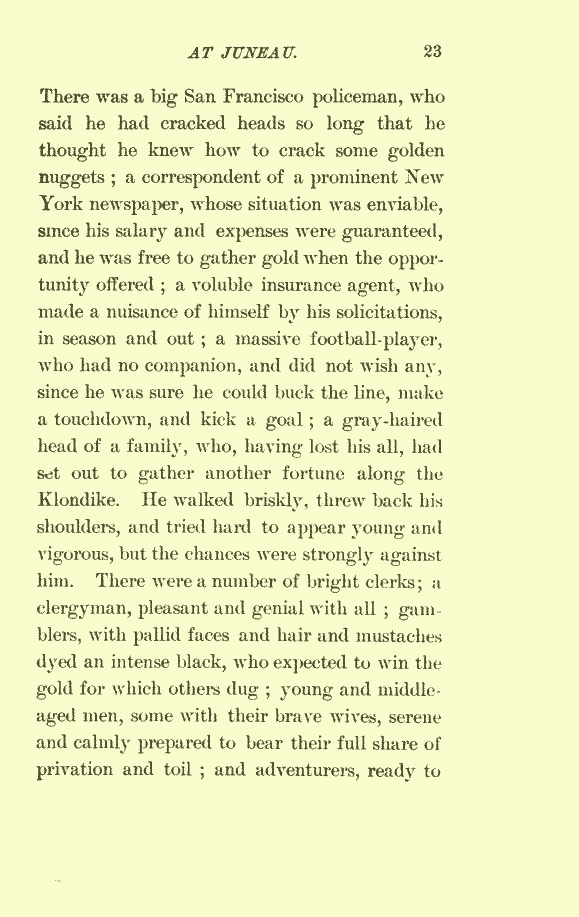 AT JUNEAU. 23
There was a big San Francisco policeman, who
said he had cracked heads so long that he
thought he knew how to crack some golden
nuggets ; a correspondent of a prominent New
York newspaper, whose situation was enviable,
since his salary and expenses were guaranteed,
and he was free to gather gold when the oppor-
tunity offered ; a voluble insurance agent, who
made a nuisance of himself by his solicitations,
in season and out ; a massive football-player,
who had no companion, and did not wish any,
since he was sure he could buck the line, make
a touchdown, and kick a goal ; a gray-haired
head of a family, who, having lost his all, had
set out to gather another fortune along the
Klondike. He walked briskly, threw back his
shoulders, and tried hard to appear young and
vigorous, but the chances were strongly against
him. There were a number of bright clerks; a
clergyman, pleasant and genial with all ; gam-
blers, with pallid faces and hair and mustaches
dyed an intense black, who expected to win the
gold for which others dug ; young and middle-
aged men, some with their brave wives, serene
and calmly prepared to bear their full share of
privation and toil ; and adventurers, ready to